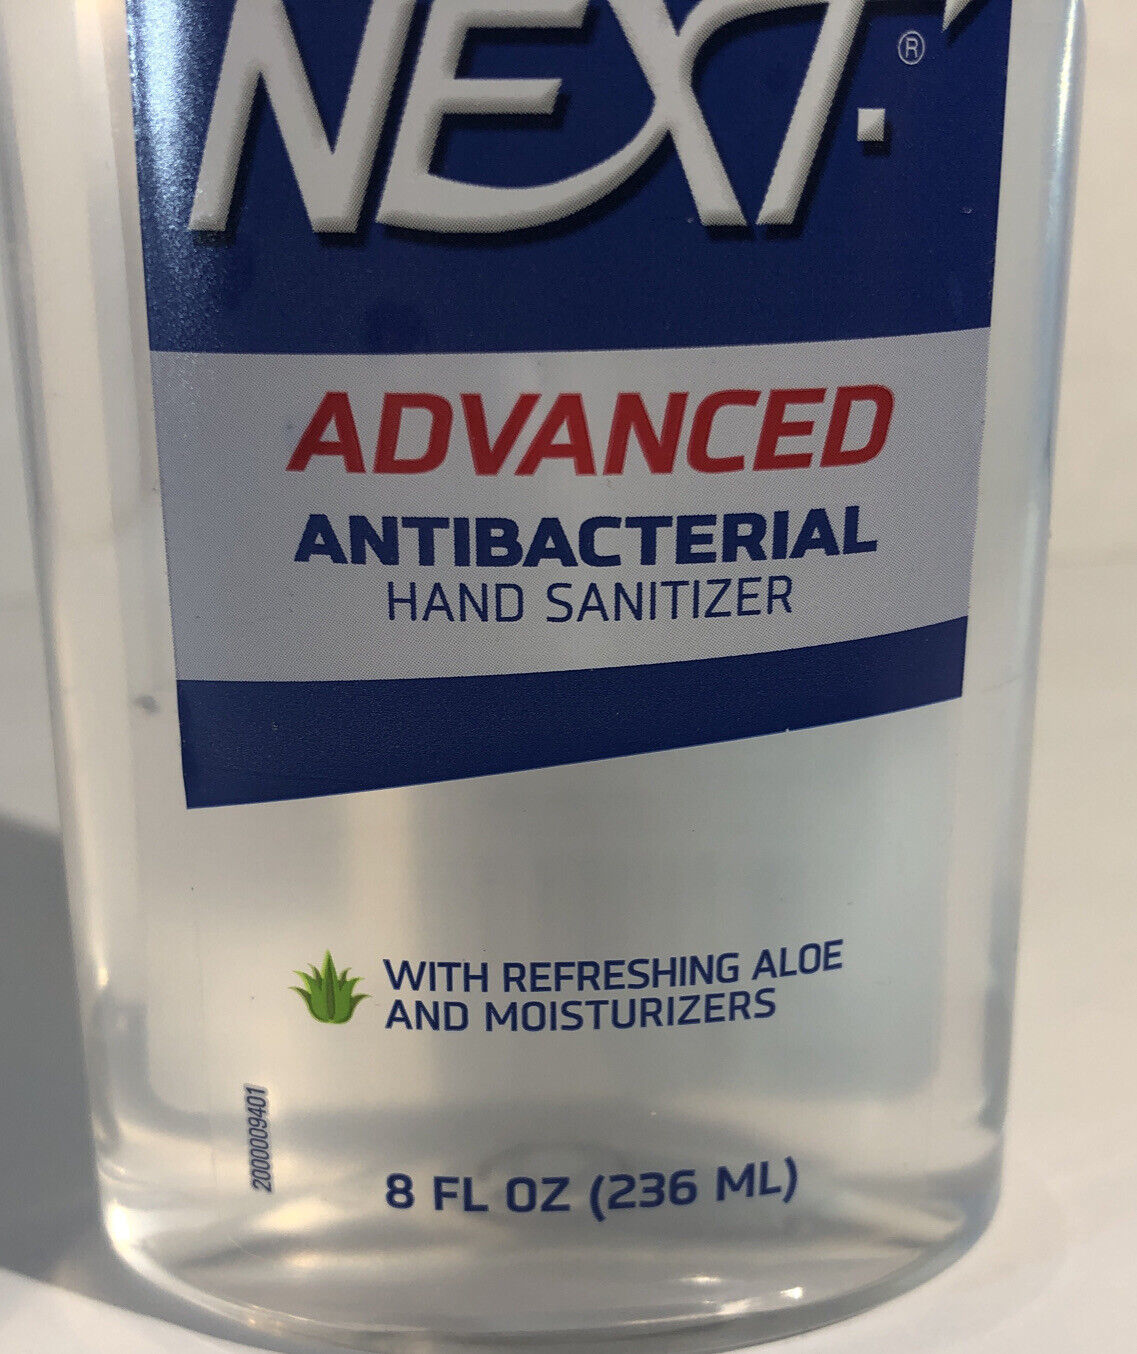 NEXT.®
ADVANCED
ANTIBACTERIAL
HAND SANITIZER
WITH REFRESHING ALOE
AND MOISTURIZERS
2000009401
8 FL OZ (236 ML)